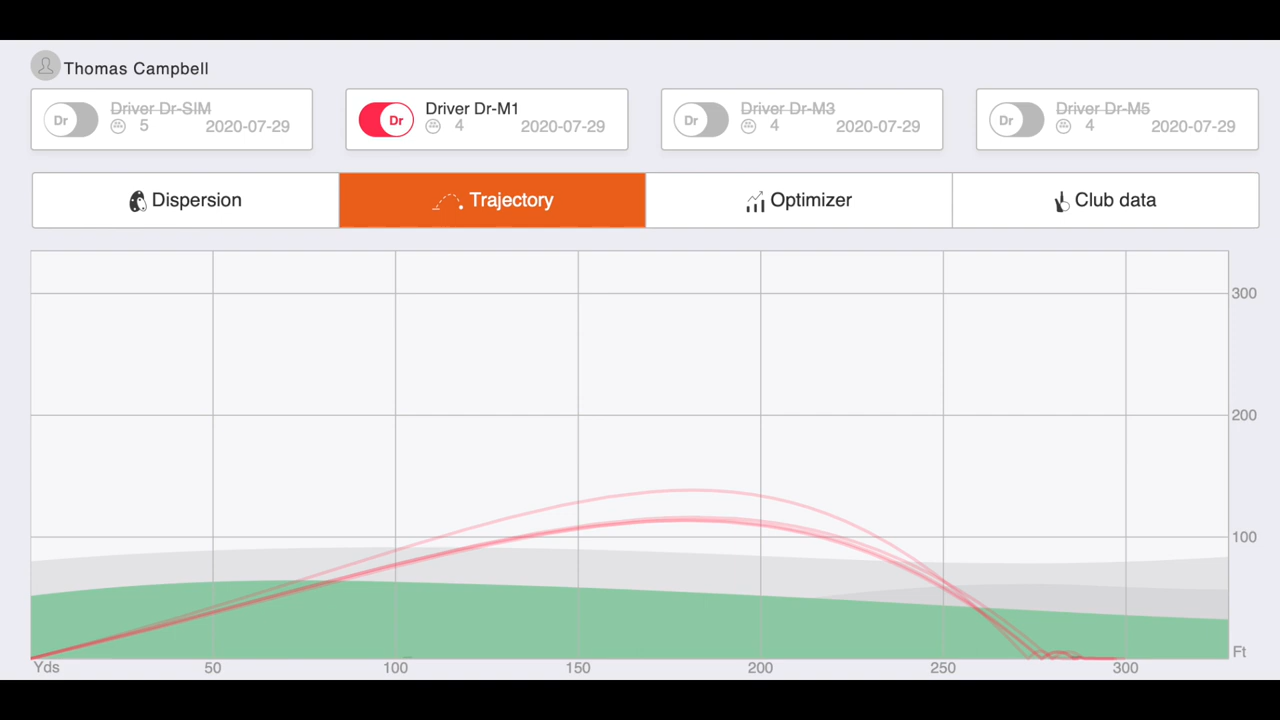 Thomas Campbell
Dr Driver Dr-SIM 5 2020-07-29
Dr Driver Dr-M1 4 2020-07-29
Dr Driver Dr-M3 4 2020-07-29
Dr Driver Dr-M5 4 2020-07-29
Dispersion Trajectory Optimizer Club data
300
200
100
Ft
Yds 50 100 150 200 250 300